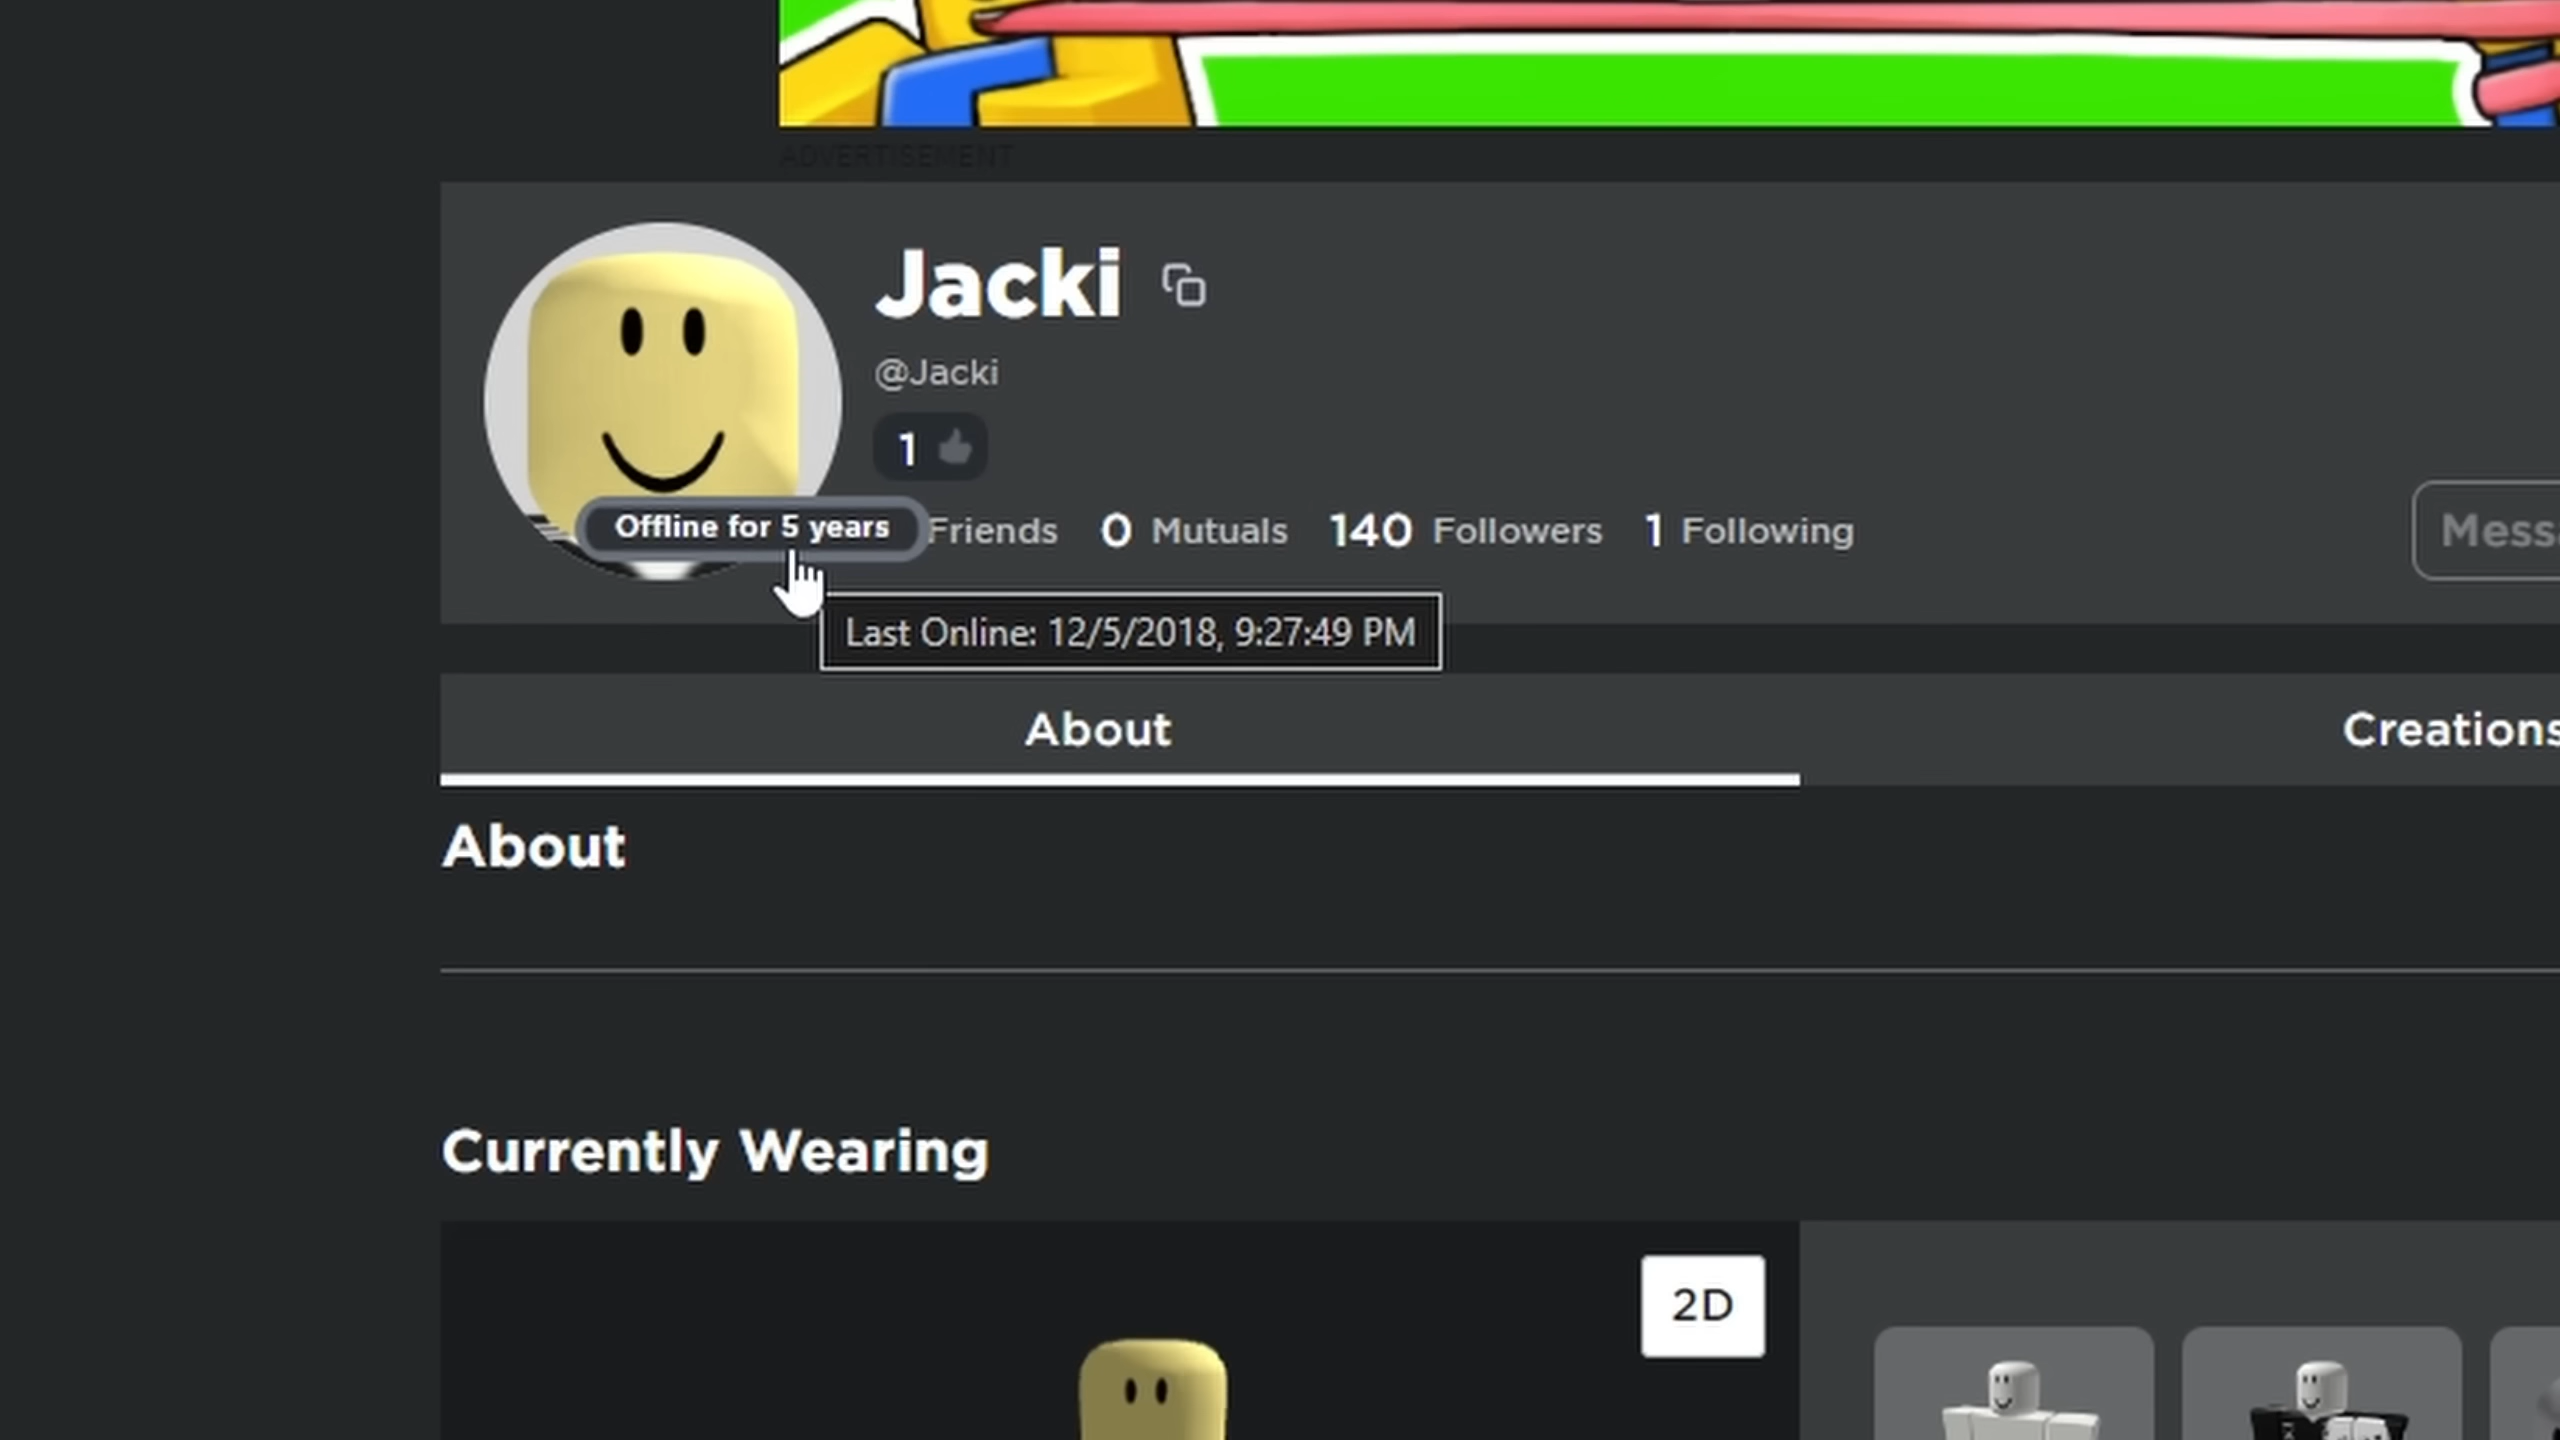 ADVERTISEMENT
Jacki
@Jacki
1
Offline for 5 years
Friends 0 Mutuals 140 Followers 1 Following
Mess
Last Online: 12/5/2018, 9:27:49 PM
About
Creations
About
Currently Wearing
2D